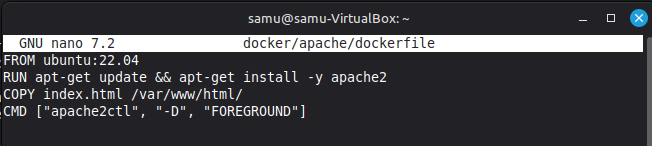 samu@samu-VirtualBox: ~
GNU nano 7.2 docker/apache/dockerfile
FROM ubuntu:22.04
RUN apt-get update && apt-get install -y apache2
COPY index.html /var/www/html/
CMD ["apache2ctl", "-D", "FOREGROUND"]